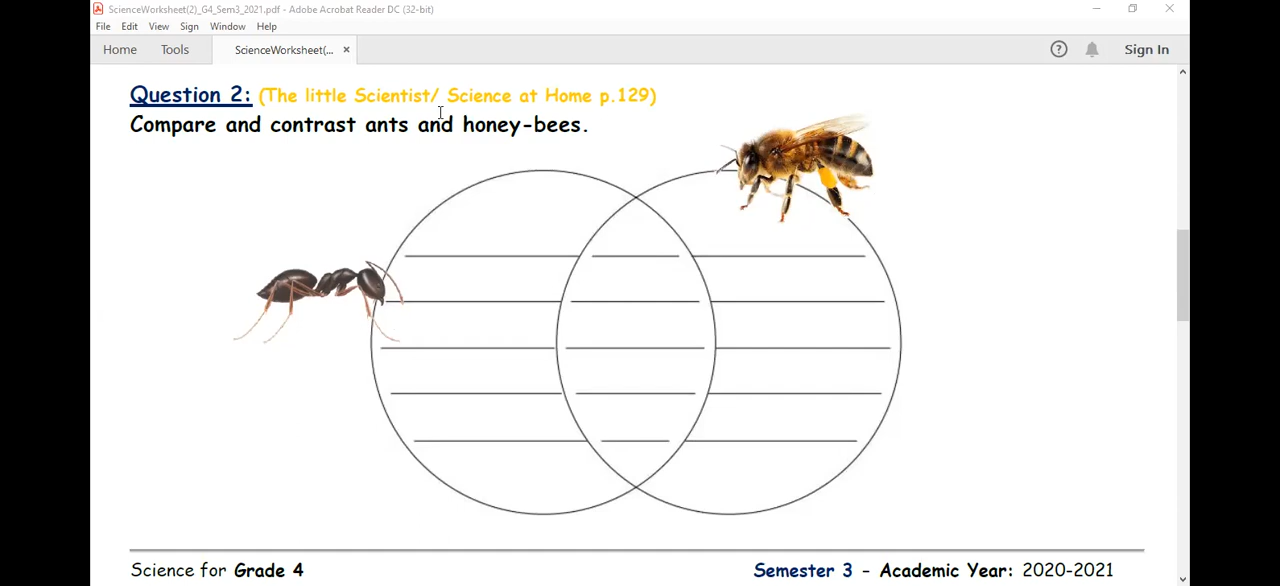 ScienceWorksheet(2)_G4_Sem3_2021.pdf - Adobe Acrobat Reader DC (32-bit)
File Edit View Sign Window Help
Home Tools ScienceWorksheet(... × Sign In
Question 2: (The little Scientist/ Science at Home p.129)
Compare and contrast ants and honey-bees.
Science for Grade 4 Semester 3 - Academic Year: 2020-2021